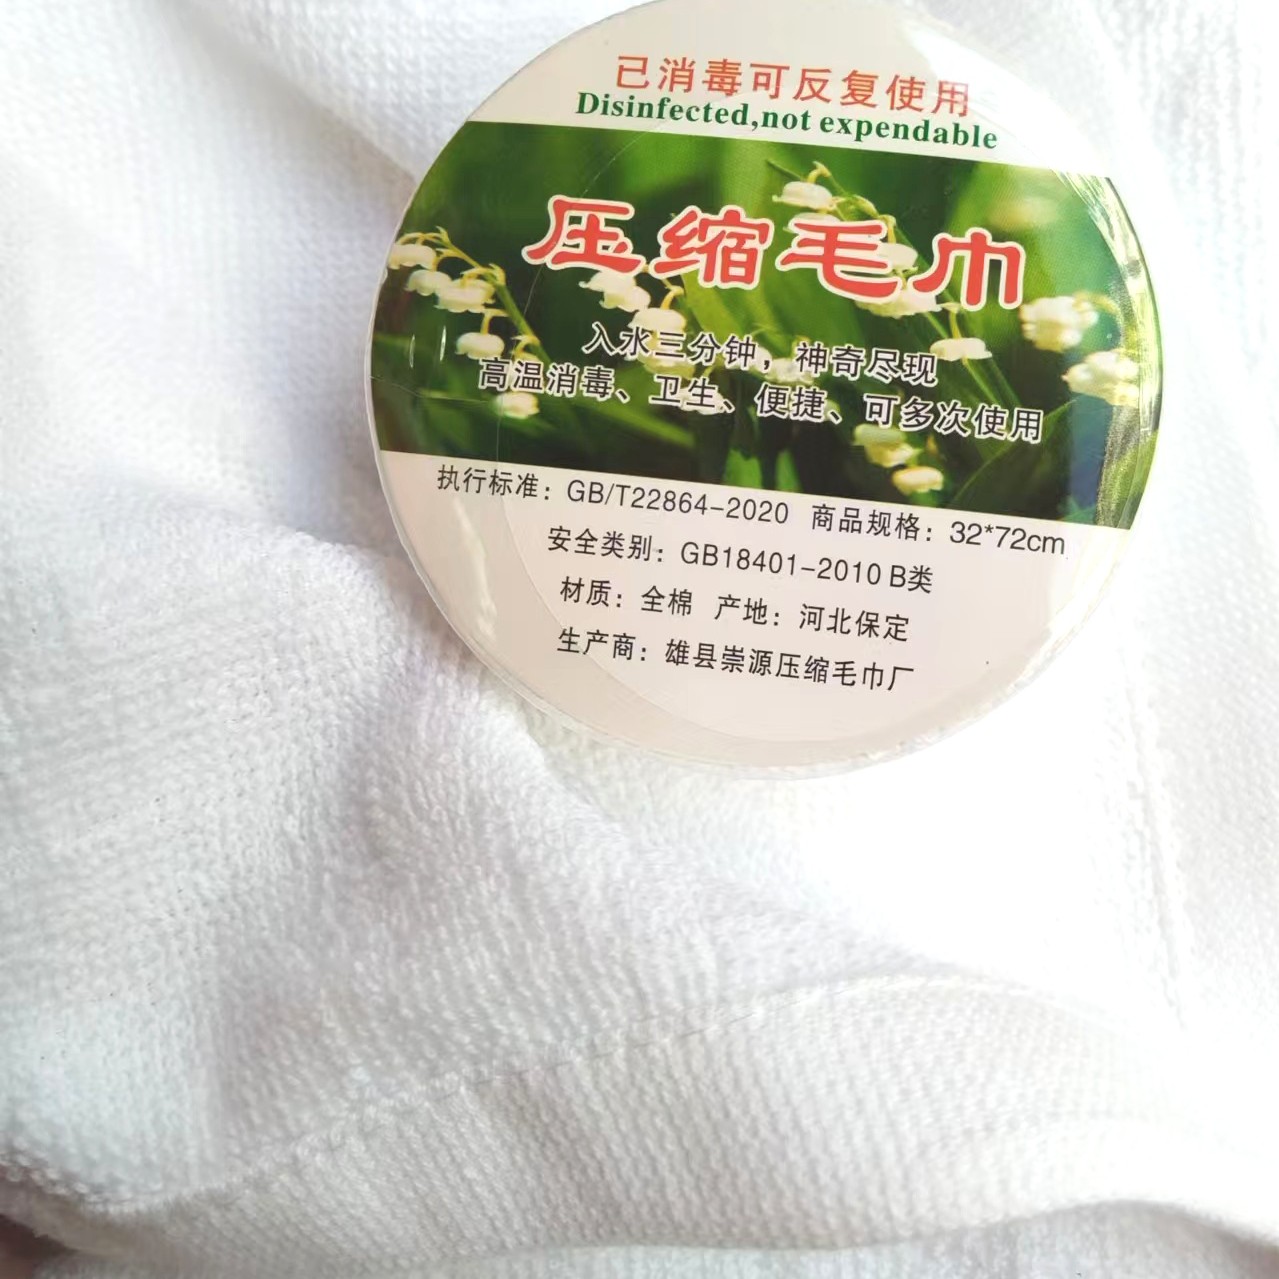 已消毒可反复使用
Disinfected,not expendable
压缩毛巾
入水三分钟，神奇尽现
高温消毒、卫生、便捷、可多次使用
执行标准：GB/T22864-2020 商品规格：32*72cm
安全类别：GB18401-2010 B类
材质：全棉 产地：河北保定
生产商：雄县崇源压缩毛巾厂